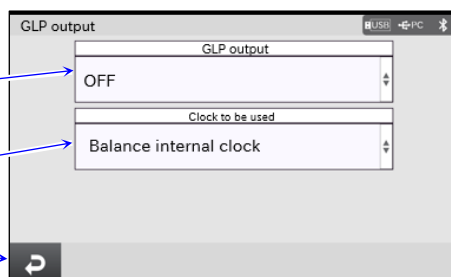 GLP output
USB PC
GLP output
OFF
Clock to be used
Balance internal clock